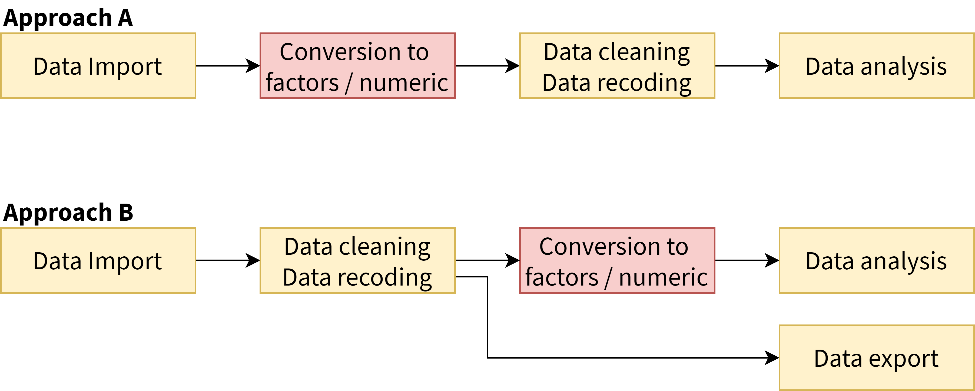 Approach A
Data Import
Conversion to
factors / numeric
Data cleaning
Data recoding
Data analysis
Approach B
Data Import
Data cleaning
Data recoding
Conversion to
factors / numeric
Data analysis
Data export